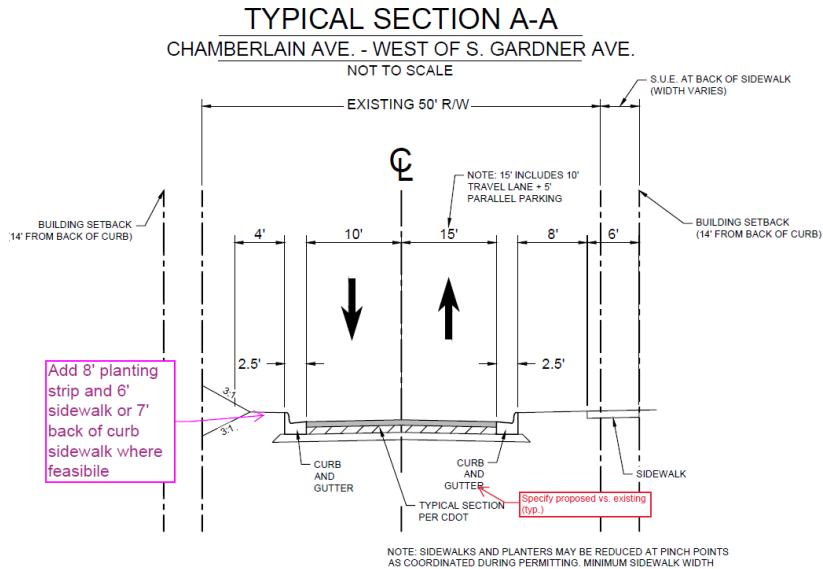 TYPICAL SECTION A-A
CHAMBERLAIN AVE. - WEST OF S. GARDNER AVE.
NOT TO SCALE
S.U.E. AT BACK OF SIDEWALK
(WIDTH VARIES)
EXISTING 50' R/W
CL
NOTE: 15' INCLUDES 10'
TRAVEL LANE + 5'
PARALLEL PARKING
BUILDING SETBACK
(14' FROM BACK OF CURB)
BUILDING SETBACK
(14' FROM BACK OF CURB)
4'
10'
15'
8'
6'
2.5'
2.5'
Add 8' planting
strip and 6'
sidewalk or 7'
back of curb
sidewalk where
feasibile
3:1
3:1
CURB
AND
GUTTER
CURB
AND
GUTTER
SIDEWALK
TYPICAL SECTION
PER CDOT
Specify proposed vs. existing
(typ.)
NOTE: SIDEWALKS AND PLANTERS MAY BE REDUCED AT PINCH POINTS
AS COORDINATED DURING PERMITTING. MINIMUM SIDEWALK WIDTH